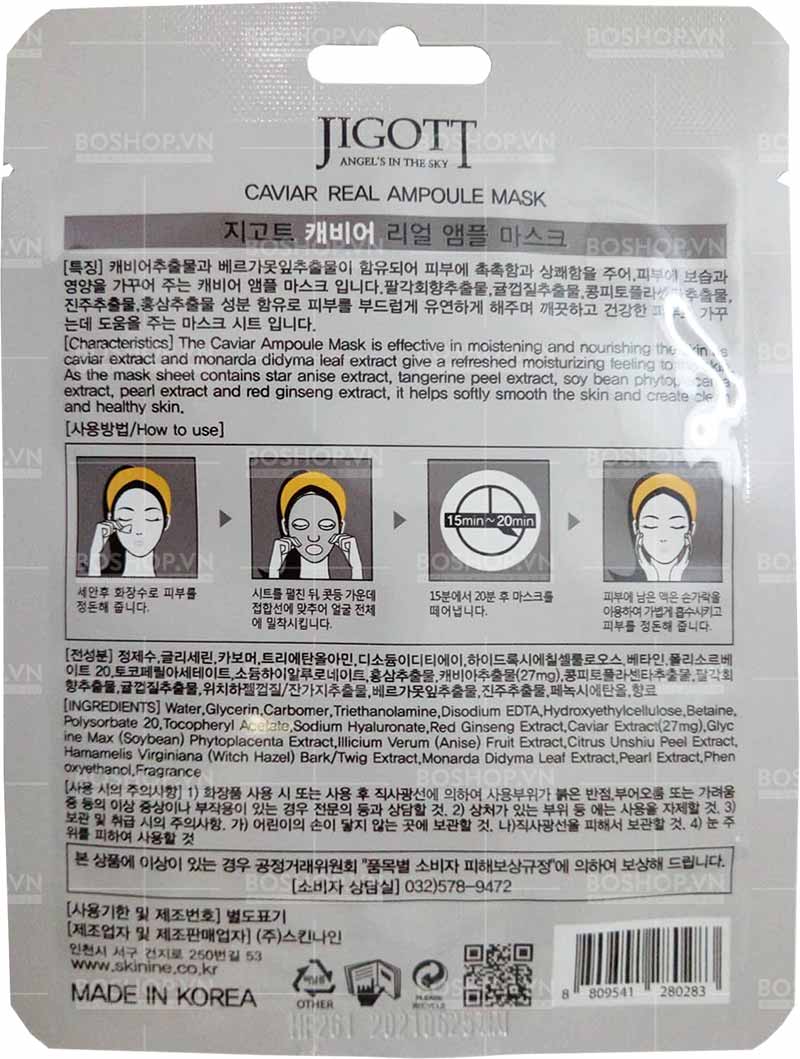 JIGOTT
ANGEL'S IN THE SKY
CAVIAR REAL AMPOULE MASK
지고트 캐비어 리얼 앰플 마스크
[특징] 캐비어추출물과 베르가못잎추출물이 함유되어 피부에 촉촉함과 상쾌함을 주어,피부에 보습과
영양을 가꾸어 주는 캐비어 앰플 마스크 입니다.팔각회향추출물,귤껍질추출물,콩피토플라센타추출물,
진주추출물,홍삼추출물 성분 함유로 피부를 부드럽게 유연하게 해주며 깨끗하고 건강한 피부로 가꾸
는데 도움을 주는 마스크 시트 입니다.
[Characteristics] The Caviar Ampoule Mask is effective in moistening and nourishing the skin as
caviar extract and monarda didyma leaf extract give a refreshed moisturizing feeling to the skin.
As the mask sheet contains star anise extract, tangerine peel extract, soy bean phytoplacenta
extract, pearl extract and red ginseng extract, it helps softly smooth the skin and create clean
and healthy skin.
[사용방법/How to use]
15min~20min
세안후 화장수로 피부를
정돈해 줍니다.
시트를 펼친 뒤, 콧등 가운데
접합선에 맞추어 얼굴 전체
에 밀착시킵니다.
15분에서 20분 후 마스크를
떼어냅니다.
피부에 남은 액은 손가락을
이용하여 가볍게 흡수시키고
피부를 정돈해 줍니다.
[전성분] 정제수,글리세린,카보머,트리에탄올아민,디소듐이디티에이,하이드록시에칠셀룰로오스,베타인,폴리소르베
이트 20,토코페릴아세테이트,소듐하이알루로네이트,홍삼추출물,캐비아추출물(27mg),콩피토플라센타추출물,팔각회
향추출물,귤껍질추출물,위치하젤껍질/잔가지추출물,베르가못잎추출물,진주추출물,페녹시에탄올,향료
[INGREDIENTS] Water,Glycerin,Carbomer,Triethanolamine,Disodium EDTA,Hydroxyethylcellulose,Betaine,
Polysorbate 20,Tocopheryl Acetate,Sodium Hyaluronate,Red Ginseng Extract,Caviar Extract(27mg),Glyc
ine Max (Soybean) Phytoplacenta Extract,Illicium Verum (Anise) Fruit Extract,Citrus Unshiu Peel Extract,
Hamamelis Virginiana (Witch Hazel) Bark/Twig Extract,Monarda Didyma Leaf Extract,Pearl Extract,Phen
oxyethanol,Fragrance
[사용 시의 주의사항] 1) 화장품 사용 시 또는 사용 후 직사광선에 의하여 사용부위가 붉은 반점,부어오름 또는 가려움
증 등의 이상 증상이나 부작용이 있는 경우 전문의 등과 상담할 것. 2) 상처가 있는 부위 등 에는 사용을 자제할 것. 3)
보관 및 취급 시의 주의사항. 가) 어린이의 손이 닿지 않는 곳에 보관할 것. 나)직사광선을 피해서 보관할 것. 4) 눈 주
위를 피하여 사용할 것
본 상품에 이상이 있는 경우 공정거래위원회 "품목별 소비자 피해보상규정"에 의하여 보상해 드립니다.
[소비자 상담실] 032)578-9472
[사용기한 및 제조번호] 별도표기
[제조업자 및 제조판매업자] (주)스킨나인
인천시 서구 건지로 250번길 53
www.skinine.co.kr
MADE IN KOREA
비닐류
OTHER
PLEASE
RECYCLE
8 809541 280283
BOSHOP.VN